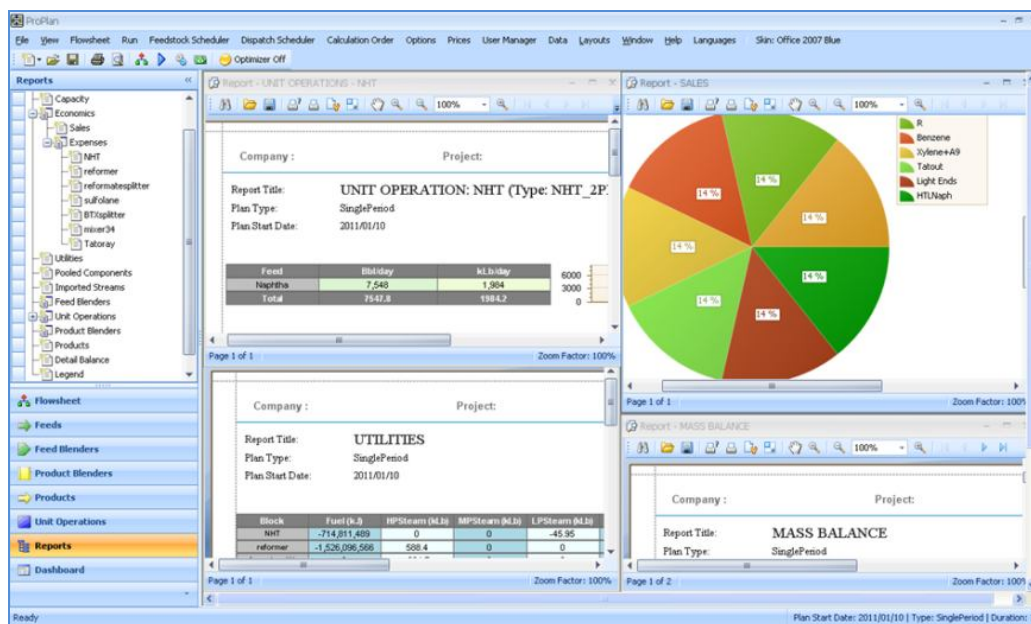 ProPlan
File View Flowsheet Run Feedstock Scheduler Dispatch Scheduler Calculation Order Options Prices User Manager Data Layouts Window Help Languages Skin: Office 2007 Blue
Optimizer Off
Reports
Capacity
Economics
Sales
Expenses
NHT
reformer
reformatesplitter
sulfolane
BTXsplitter
mixer34
Tatoray
Utilities
Pooled Components
Imported Streams
Feed Blenders
Unit Operations
Product Blenders
Products
Detail Balance
Legend
Flowsheet
Feeds
Feed Blenders
Product Blenders
Products
Unit Operations
Reports
Dashboard
Report - UNIT OPERATIONS - NHT
100%
Company : Project:
Report Title: UNIT OPERATION: NHT (Type: NHT_2P
Plan Type: SinglePeriod
Plan Start Date: 2011/01/10
Feed Bbl/day kLb/day
Naphtha 7,548 1,984
Total 7547.8 1984.2
6000
3000
0
Page 1 of 1 Zoom Factor: 100%
Company : Project:
Report Title: UTILITIES
Plan Type: SinglePeriod
Plan Start Date: 2011/01/10
Block Fuel (kJ) HPSteam (kLb) MPSteam (kLb) LPSteam (kLb)
NHT -714,811,489 0 0 -45.95
reformer -1,526,096,566 588.4 0 0
Page 1 of 1 Zoom Factor: 100%
Report - SALES
100%
R
Benzene
Xylene+A9
Tatout
Light Ends
HTLNaph
14 %
14 %
14 %
14 %
14 %
14 %
14 %
Page 1 of 1 Zoom Factor: 100%
Report - MASS BALANCE
100%
Company : Project:
Report Title: MASS BALANCE
Plan Type: SinglePeriod
Page 1 of 2 Zoom Factor: 100%
Ready Plan Start Date: 2011/01/10 | Type: SinglePeriod | Duration: